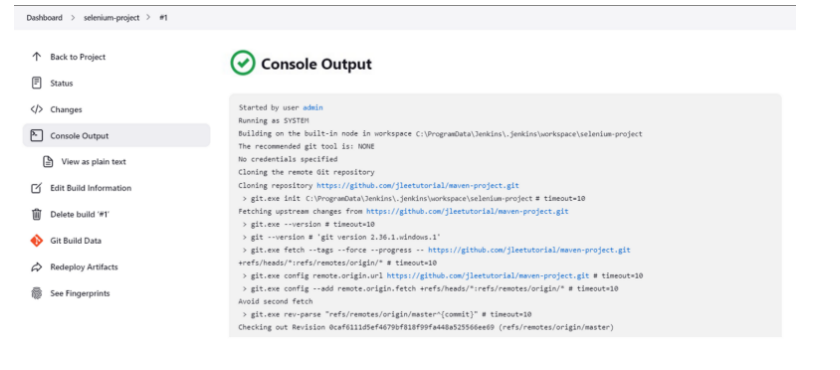 Dashboard > selenium-project > #1
Back to Project
Status
Changes
Console Output
View as plain text
Edit Build Information
Delete build '#1'
Git Build Data
Redeploy Artifacts
See Fingerprints
Console Output
Started by user admin
Running as SYSTEM
Building on the built-in node in workspace C:\ProgramData\Jenkins\.jenkins\workspace\selenium-project
The recommended git tool is: NONE
No credentials specified
Cloning the remote Git repository
Cloning repository https://github.com/jleetutorial/maven-project.git
> git.exe init C:\ProgramData\Jenkins\.jenkins\workspace\selenium-project # timeout=10
Fetching upstream changes from https://github.com/jleetutorial/maven-project.git
> git.exe --version # timeout=10
> git --version # 'git version 2.36.1.windows.1'
> git.exe fetch --tags --force --progress -- https://github.com/jleetutorial/maven-project.git
+refs/heads/*:refs/remotes/origin/* # timeout=10
> git.exe config remote.origin.url https://github.com/jleetutorial/maven-project.git # timeout=10
> git.exe config --add remote.origin.fetch +refs/heads/*:refs/remotes/origin/* # timeout=10
Avoid second fetch
> git.exe rev-parse "refs/remotes/origin/master^{commit}" # timeout=10
Checking out Revision 0caf6111d5ef4679bf818f99fa448a525566ee69 (refs/remotes/origin/master)